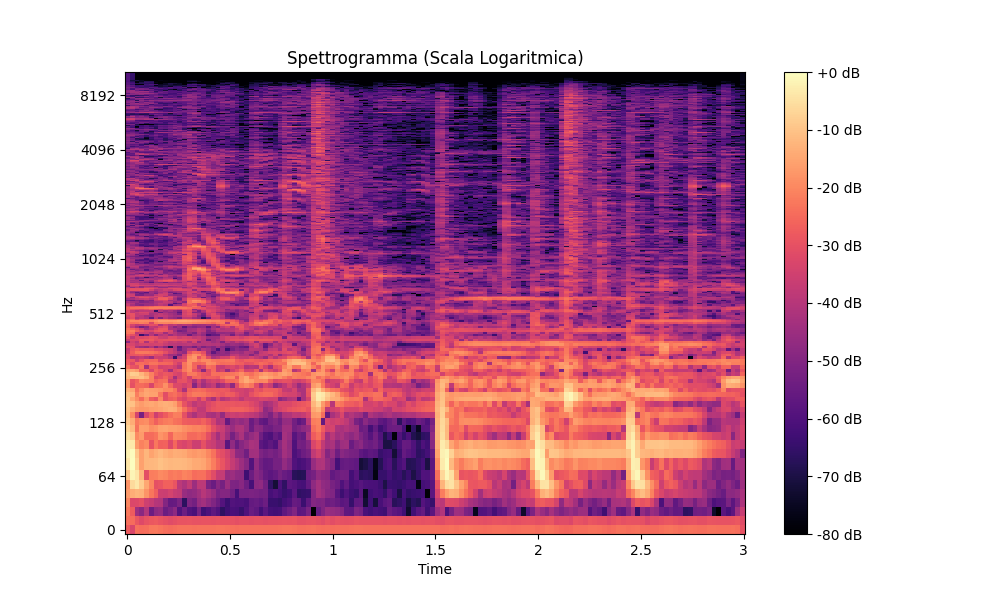 Spettrogramma (Scala Logaritmica)
Hz
8192
4096
2048
1024
512
256
128
64
0
0 0.5 1 1.5 2 2.5 3
Time
+0 dB
-10 dB
-20 dB
-30 dB
-40 dB
-50 dB
-60 dB
-70 dB
-80 dB